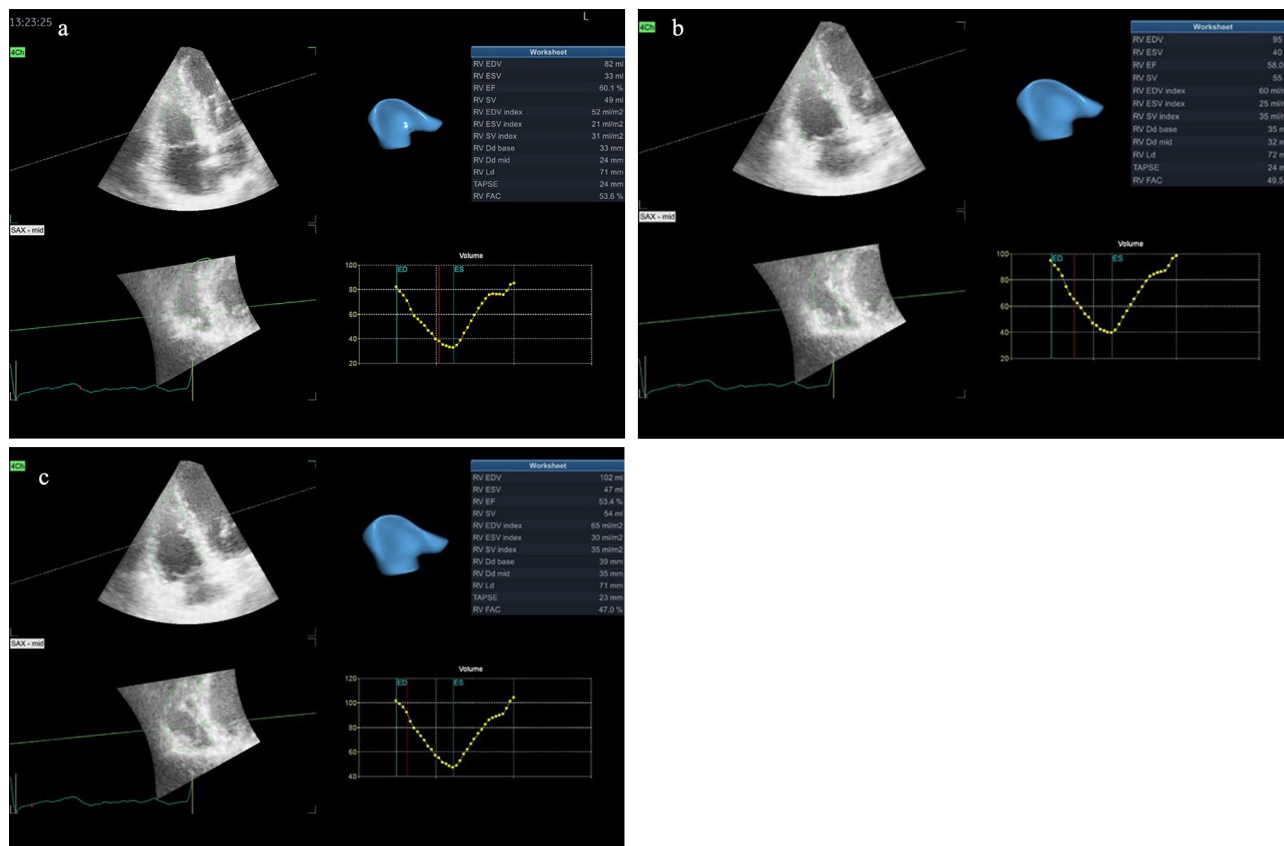 13:23:25
a
L
4Ch
Worksheet
RV EDV 82 ml
RV ESV 33 ml
RV EF 60.1 %
RV SV 49 ml
RV EDV index 52 ml/m2
RV ESV index 21 ml/m2
RV SV index 31 ml/m2
RV Dd base 33 mm
RV Dd mid 24 mm
RV Ld 71 mm
TAPSE 24 mm
RV FAC 53.6 %
SAX - mid
Volume
100
80
60
40
20
ED
ES
b
4Ch
Worksheet
RV EDV 95
RV ESV 40
RV EF 58.0
RV SV 55
RV EDV index 60 ml/
RV ESV index 25 ml/
RV SV index 35 ml/
RV Dd base 35
RV Dd mid 32
RV Ld 72
TAPSE 24
RV FAC 49.5
SAX - mid
Volume
100
80
60
40
20
ED
ES
c
4Ch
Worksheet
RV EDV 102 ml
RV ESV 47 ml
RV EF 53.4 %
RV SV 54 ml
RV EDV index 65 ml/m2
RV ESV index 30 ml/m2
RV SV index 35 ml/m2
RV Dd base 39 mm
RV Dd mid 35 mm
RV Ld 71 mm
TAPSE 23 mm
RV FAC 47.0 %
SAX - mid
Volume
120
100
80
60
40
ED
ES